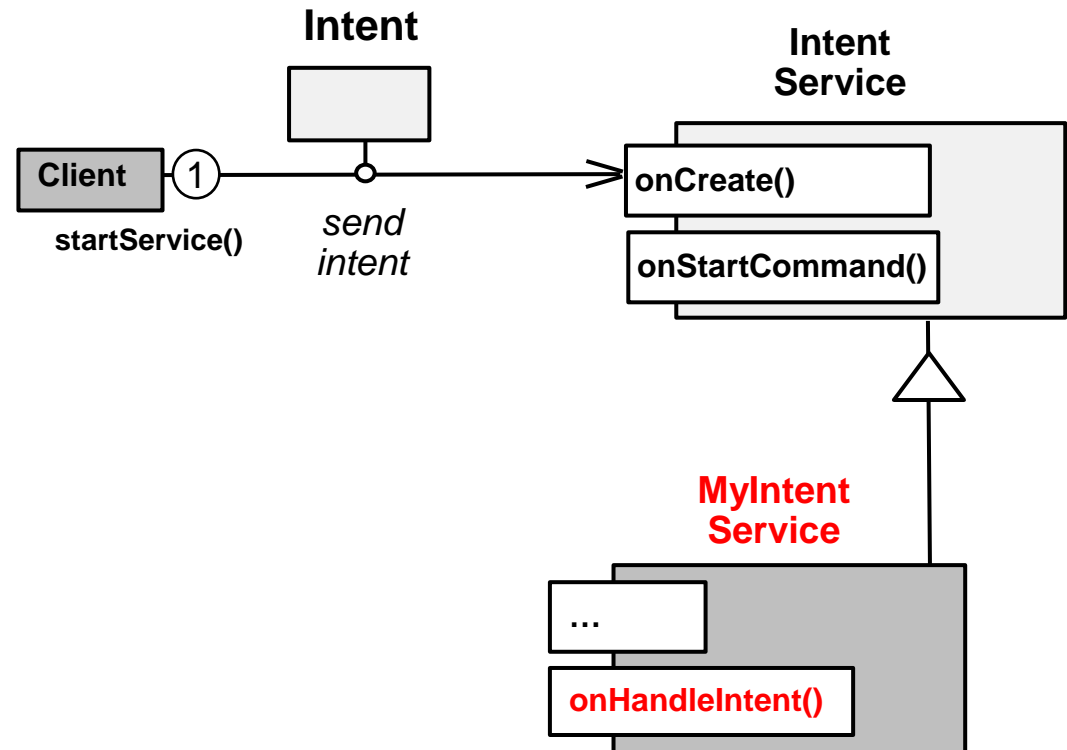 Intent
Intent
Service
Client
1
onCreate()
startService()
send
intent
onStartCommand()
MyIntent
Service
...
onHandleIntent()